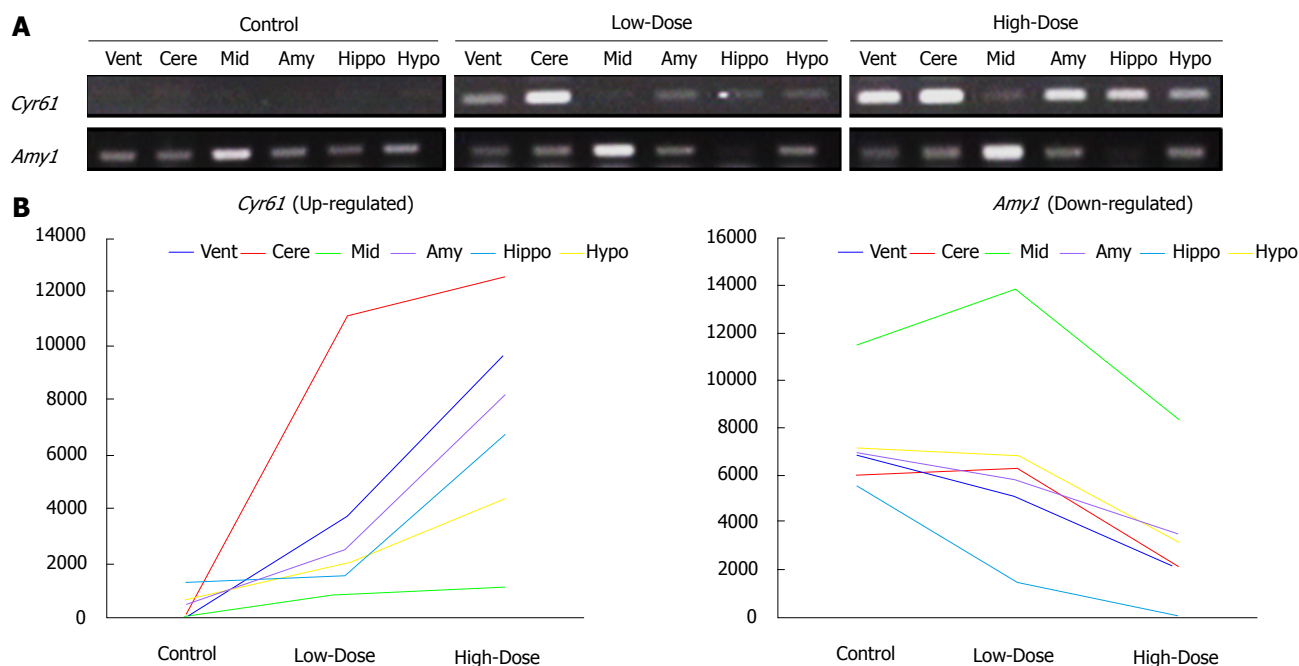 A
Control
Low-Dose
High-Dose
Vent Cere Mid Amy Hippo Hypo
Vent Cere Mid Amy Hippo Hypo
Vent Cere Mid Amy Hippo Hypo
Cyr61
Amy1
B
Cyr61 (Up-regulated)
Vent Cere Mid Amy Hippo Hypo
14000
12000
10000
8000
6000
4000
2000
0
Control Low-Dose High-Dose
Amy1 (Down-regulated)
Vent Cere Mid Amy Hippo Hypo
16000
14000
12000
10000
8000
6000
4000
2000
0
Control Low-Dose High-Dose